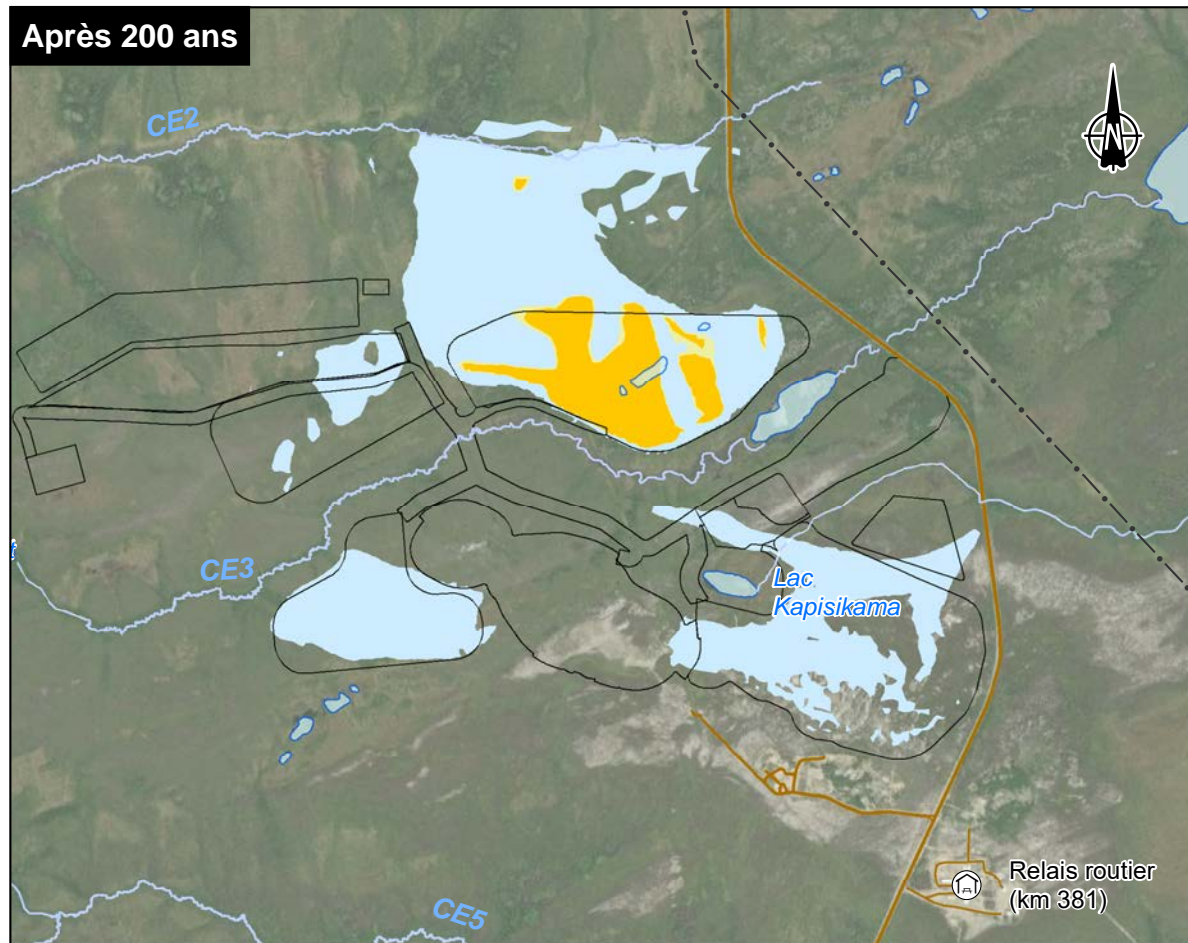 Après 200 ans
CE2
N
CE3
Lac
Kapisikama
Relais routier
(km 381)
CE5